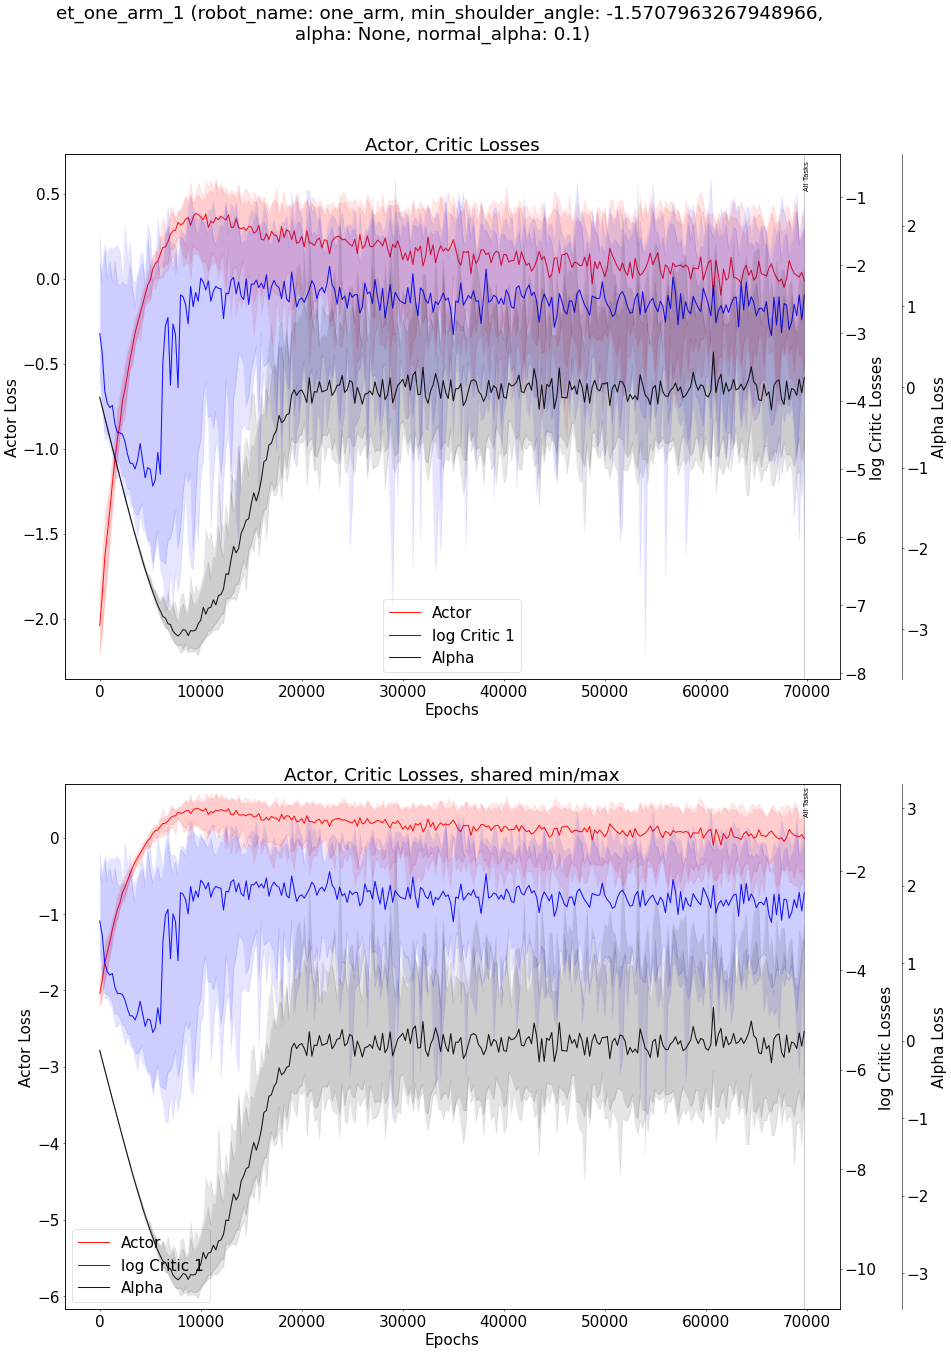 et_one_arm_1 (robot_name: one_arm, min_shoulder_angle: -1.5707963267948966,
alpha: None, normal_alpha: 0.1)
Actor, Critic Losses
All Tasks
0.5
0.0
−0.5
−1.0
−1.5
−2.0
Actor Loss
−1
−2
−3
−4
−5
−6
−7
−8
log Critic Losses
2
1
0
−1
−2
−3
Alpha Loss
Actor
log Critic 1
Alpha
0 10000 20000 30000 40000 50000 60000 70000
Epochs
Actor, Critic Losses, shared min/max
All Tasks
0
−1
−2
−3
−4
−5
−6
Actor Loss
−2
−4
−6
−8
−10
log Critic Losses
3
2
1
0
−1
−2
−3
Alpha Loss
Actor
log Critic 1
Alpha
0 10000 20000 30000 40000 50000 60000 70000
Epochs